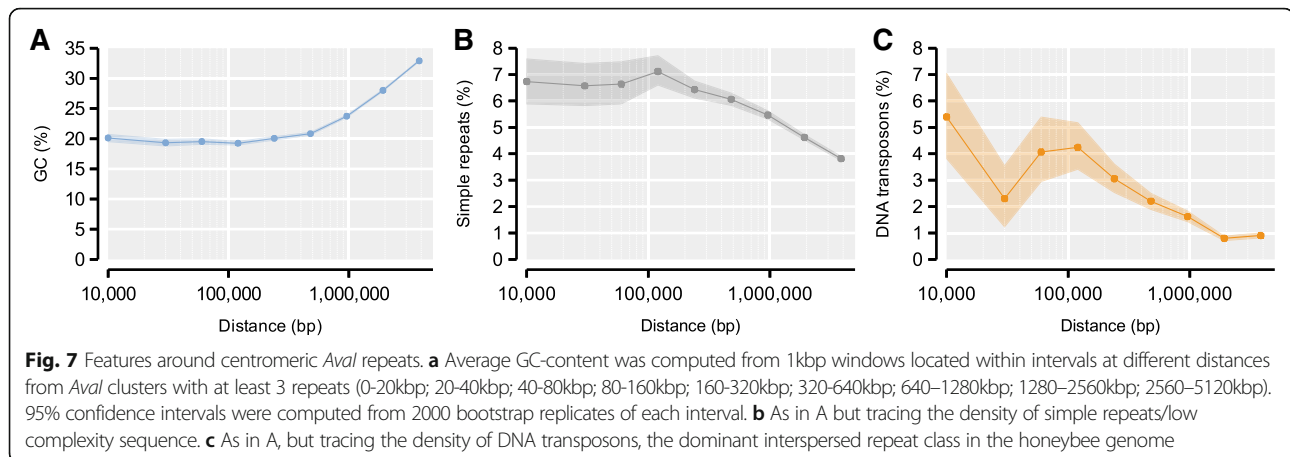 A
35
30
25
20
15
10
5
0
GC (%)
10,000
100,000
1,000,000
Distance (bp)
B
8
7
6
5
4
3
2
1
0
Simple repeats (%)
10,000
100,000
1,000,000
Distance (bp)
C
8
7
6
5
4
3
2
1
0
DNA transposons (%)
10,000
100,000
1,000,000
Distance (bp)
Fig. 7 Features around centromeric AvaI repeats. a Average GC-content was computed from 1kbp windows located within intervals at different distances
from AvaI clusters with at least 3 repeats (0-20kbp; 20-40kbp; 40-80kbp; 80-160kbp; 160-320kbp; 320-640kbp; 640–1280kbp; 1280–2560kbp; 2560–5120kbp).
95% confidence intervals were computed from 2000 bootstrap replicates of each interval. b As in A but tracing the density of simple repeats/low
complexity sequence. c As in A, but tracing the density of DNA transposons, the dominant interspersed repeat class in the honeybee genome